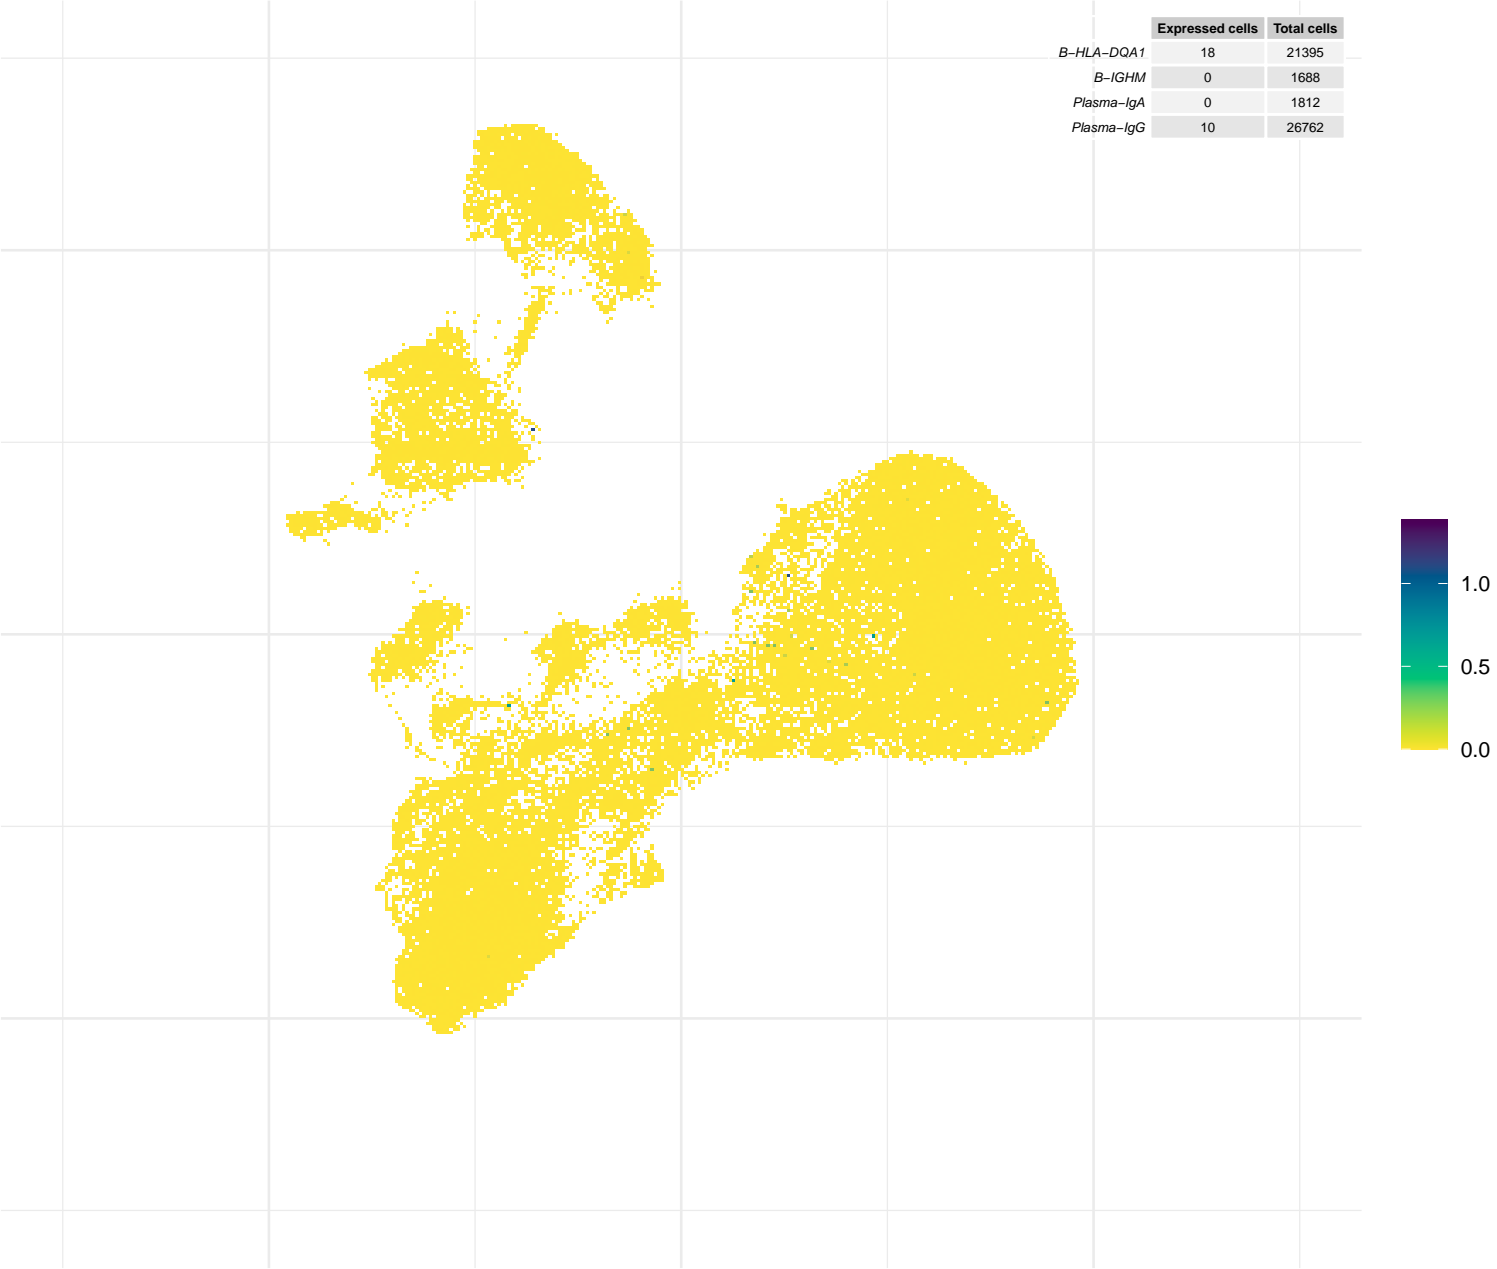 Expressed cells Total cells
B−HLA−DQA1 18 21395
B−IGHM 0 1688
Plasma−IgA 0 1812
Plasma−IgG 10 26762
1.0
0.5
0.0